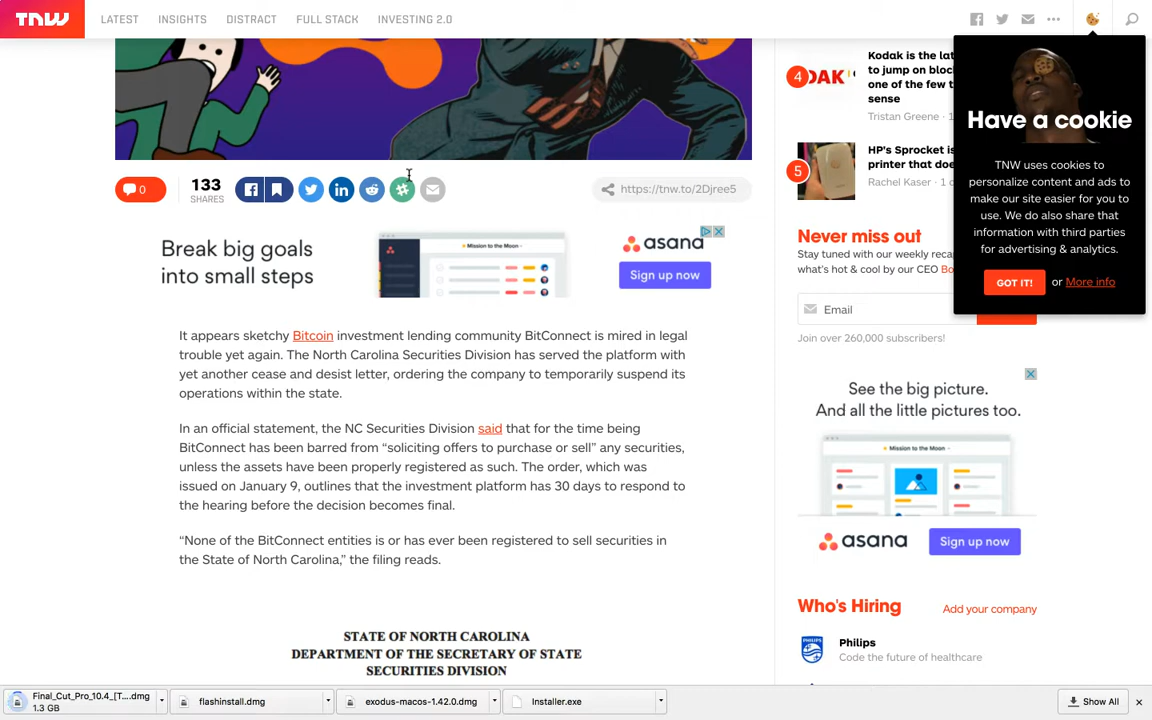 TNW
LATEST INSIGHTS DISTRACT FULL STACK INVESTING 2.0
0
133
SHARES
https://tnw.to/2Djree5
Break big goals
into small steps
Mission to the Moon
asana
Sign up now
It appears sketchy Bitcoin investment lending community BitConnect is mired in legal
trouble yet again. The North Carolina Securities Division has served the platform with
yet another cease and desist letter, ordering the company to temporarily suspend its
operations within the state.
In an official statement, the NC Securities Division said that for the time being
BitConnect has been barred from “soliciting offers to purchase or sell” any securities,
unless the assets have been properly registered as such. The order, which was
issued on January 9, outlines that the investment platform has 30 days to respond to
the hearing before the decision becomes final.
“None of the BitConnect entities is or has ever been registered to sell securities in
the State of North Carolina,” the filing reads.
STATE OF NORTH CAROLINA
DEPARTMENT OF THE SECRETARY OF STATE
SECURITIES DIVISION
4
DAK
Kodak is the lat
to jump on bloc
one of the few t
sense
Tristan Greene · 1
5
HP's Sprocket is
printer that doe
Rachel Kaser · 1 d
Never miss out
Stay tuned with our weekly recap
what's hot & cool by our CEO Bo
Email
Join over 260,000 subscribers!
Have a cookie
TNW uses cookies to
personalize content and ads to
make our site easier for you to
use. We do also share that
information with third parties
for advertising & analytics.
GOT IT! or More info
See the big picture.
And all the little pictures too.
Mission to the Moon
asana
Sign up now
Who's Hiring Add your company
PHILIPS
Philips
Code the future of healthcare
Final_Cut_Pro_10.4_[T....dmg
1.3 GB
flashinstall.dmg
exodus-macos-1.42.0.dmg
Installer.exe
Show All